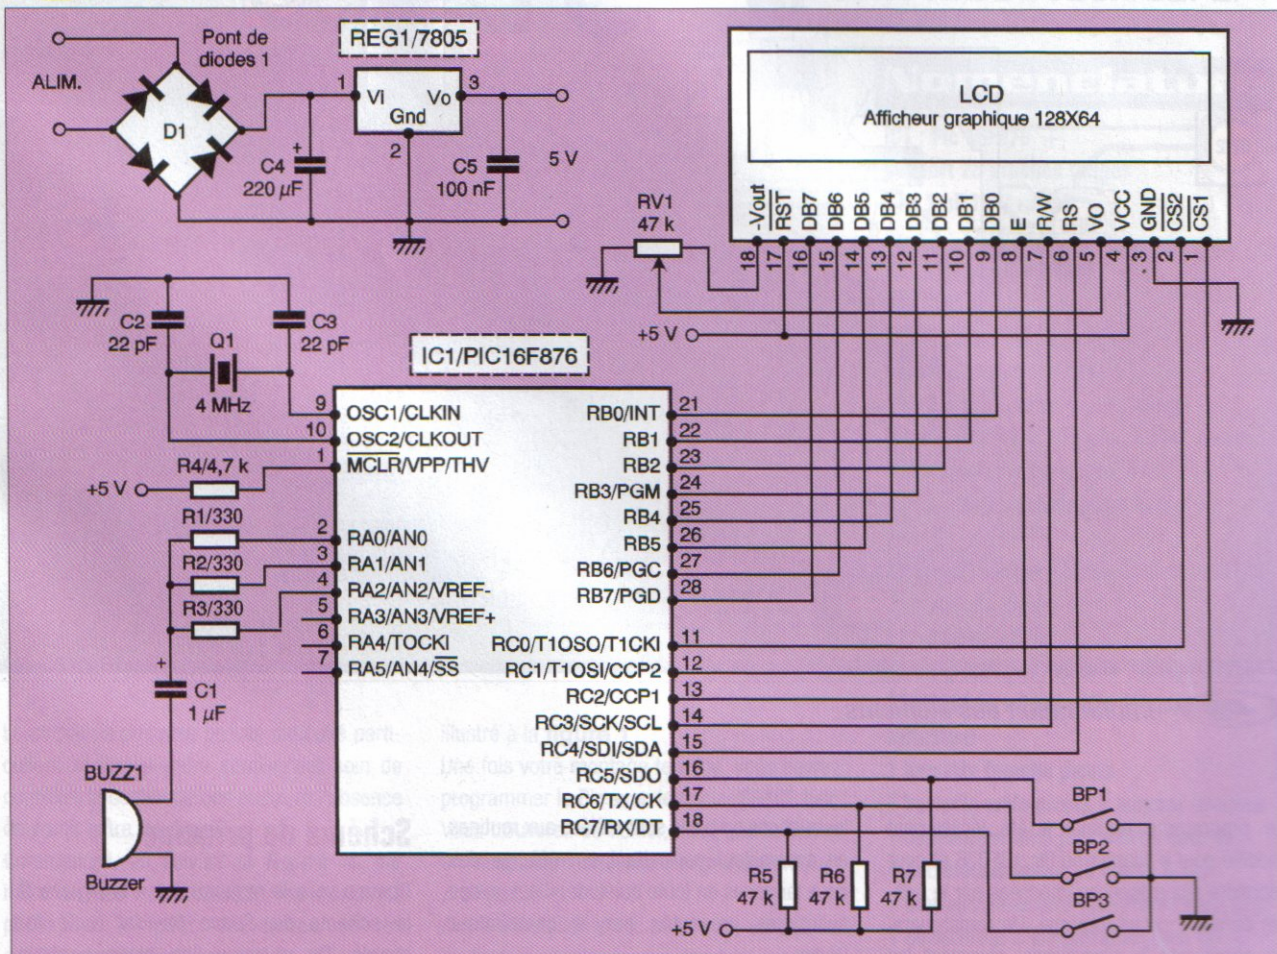 Pont de
diodes 1
REG1/7805
ALIM.
D1
1
Vi
Vo
3
Gnd
2
+
C4
220 µF
C5
100 nF
5 V
LCD
Afficheur graphique 128X64
-Vout
RST
DB7
DB6
DB5
DB4
DB3
DB2
DB1
DB0
E
R/W
RS
VO
VCC
GND
CS2
CS1
18
17
16
15
14
13
12
11
10
9
8
7
6
5
4
3
2
1
RV1
47 k
+5 V
C2
22 pF
C3
22 pF
Q1
4 MHz
IC1/PIC16F876
9
OSC1/CLKIN
10
OSC2/CLKOUT
1
MCLR/VPP/THV
R4/4,7 k
+5 V
R1/330
2
RA0/AN0
R2/330
3
RA1/AN1
R3/330
4
RA2/AN2/VREF-
5
RA3/AN3/VREF+
6
RA4/TOCKI
7
RA5/AN4/SS
+
C1
1 µF
BUZZ1
Buzzer
RB0/INT
21
RB1
22
RB2
23
RB3/PGM
24
RB4
25
RB5
26
RB6/PGC
27
RB7/PGD
28
RC0/T1OSO/T1CKI
11
RC1/T1OSI/CCP2
12
RC2/CCP1
13
RC3/SCK/SCL
14
RC4/SDI/SDA
15
RC5/SDO
16
RC6/TX/CK
17
RC7/RX/DT
18
R5
47 k
R6
47 k
R7
47 k
+5 V
BP1
BP2
BP3